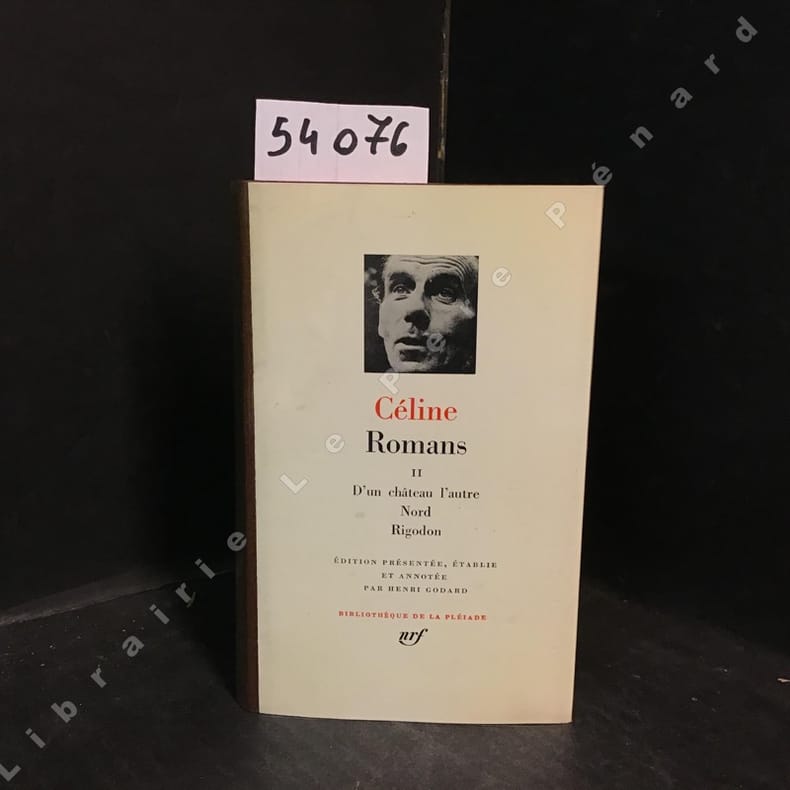 54076
Céline
Romans
II
D'un château l'autre
Nord
Rigodon
ÉDITION PRÉSENTÉE, ÉTABLIE
ET ANNOTÉE
PAR HENRI GODARD
BIBLIOTHÈQUE DE LA PLÉIADE
nrf
Librairie Le Père Pénard